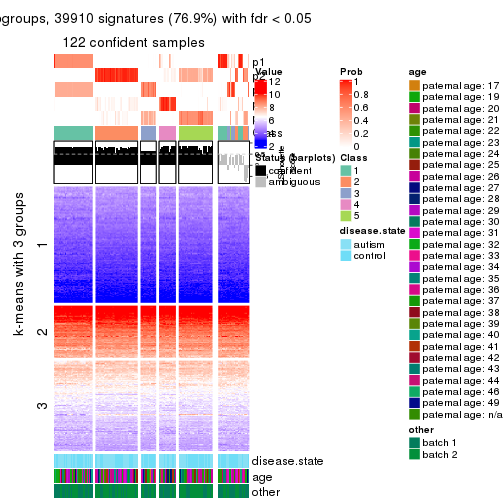 ogroups, 39910 signatures (76.9%) with fdr < 0.05
122 confident samples
p1
p2
Value
12
10
8
6
4
2
Prob
1
0.8
0.6
0.4
0.2
0
Status (barplots)
confident
ambiguous
Class
1
2
3
4
5
disease.state
autism
control
age
paternal age: 17
paternal age: 19
paternal age: 20
paternal age: 21
paternal age: 22
paternal age: 23
paternal age: 24
paternal age: 25
paternal age: 26
paternal age: 27
paternal age: 28
paternal age: 29
paternal age: 30
paternal age: 31
paternal age: 32
paternal age: 33
paternal age: 34
paternal age: 35
paternal age: 36
paternal age: 37
paternal age: 38
paternal age: 39
paternal age: 40
paternal age: 41
paternal age: 42
paternal age: 43
paternal age: 44
paternal age: 46
paternal age: 49
paternal age: n/a
other
batch 1
batch 2
k-means with 3 groups
1
2
3
Silhouette
score
disease.state
age
other